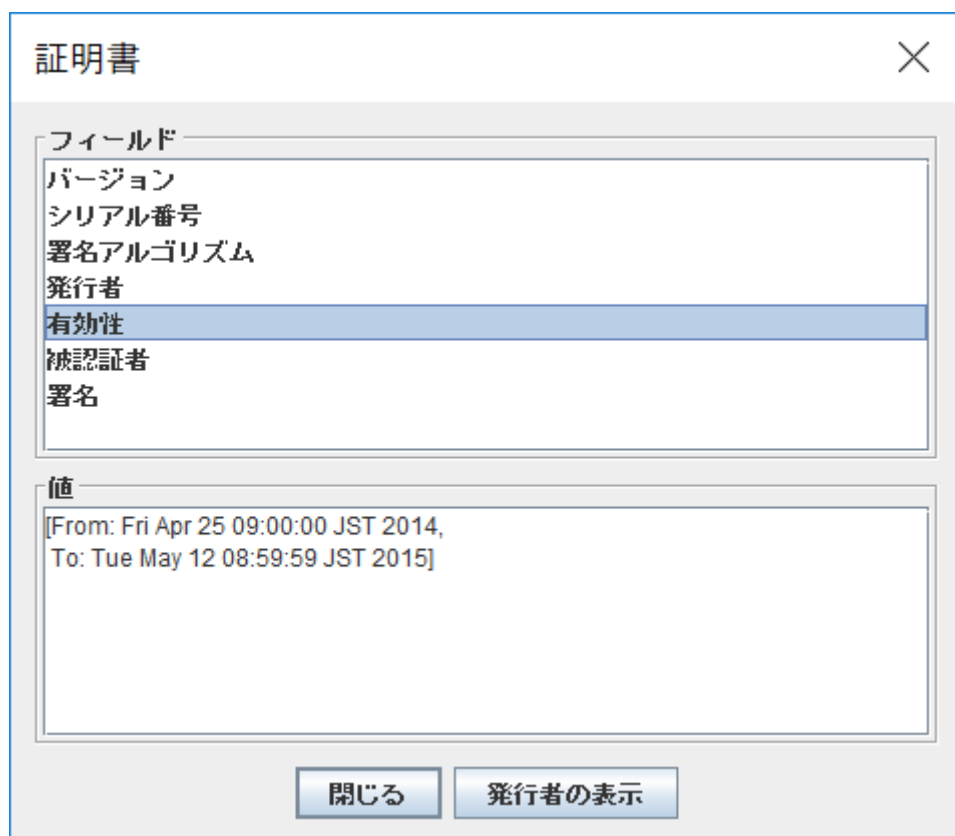 証明書
フィールド
バージョン
シリアル番号
署名アルゴリズム
発行者
有効性
被認証者
署名
値
[From: Fri Apr 25 09:00:00 JST 2014,
To: Tue May 12 08:59:59 JST 2015]
閉じる
発行者の表示